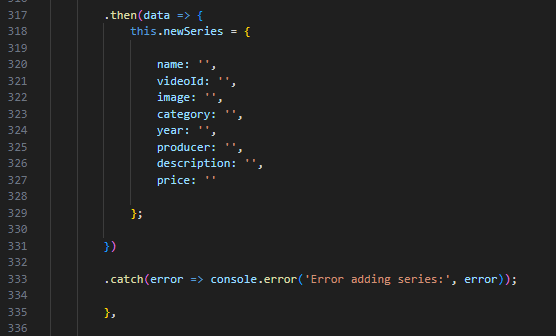 317 .then(data => {
318 this.newSeries = {
319
320 name: '',
321 videoId: '',
322 image: '',
323 category: '',
324 year: '',
325 producer: '',
326 description: '',
327 price: ''
328
329 };
330
331 })
332
333 .catch(error => console.error('Error adding series:', error));
334
335 },
336